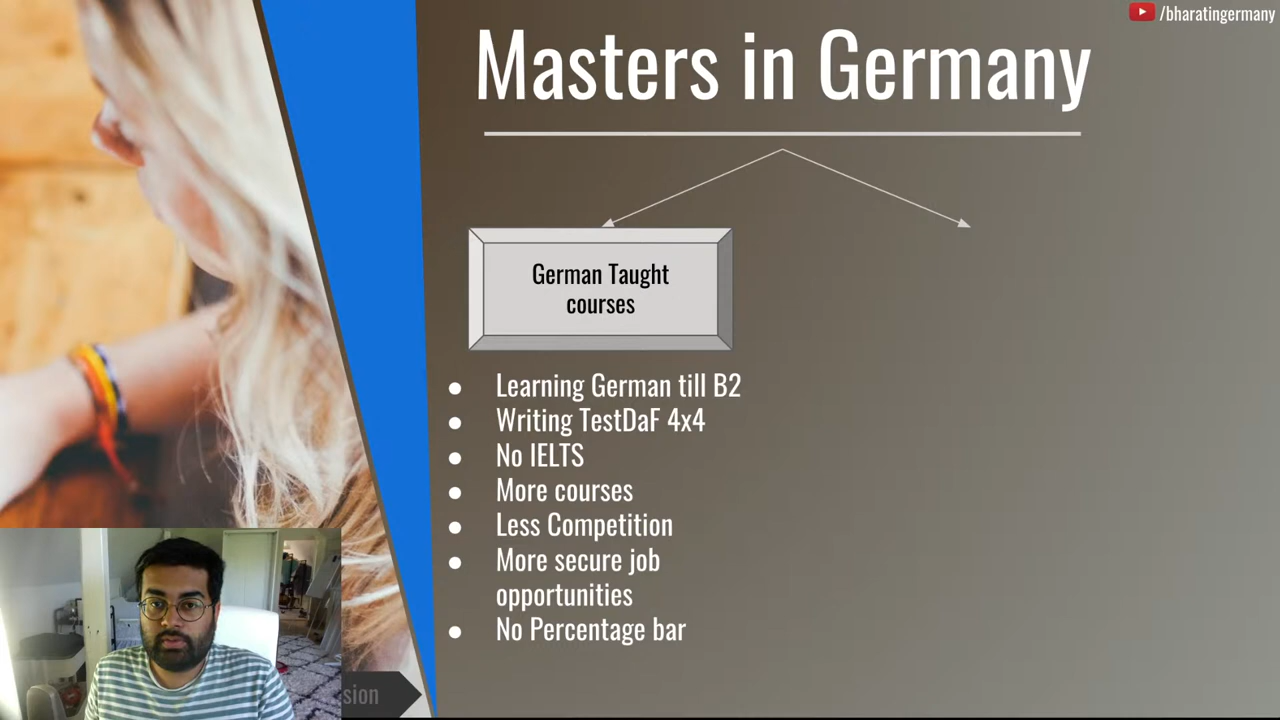 /bharatingermany
Masters in Germany
German Taught
courses
● Learning German till B2
● Writing TestDaF 4x4
● No IELTS
● More courses
● Less Competition
● More secure job
opportunities
● No Percentage bar
sion